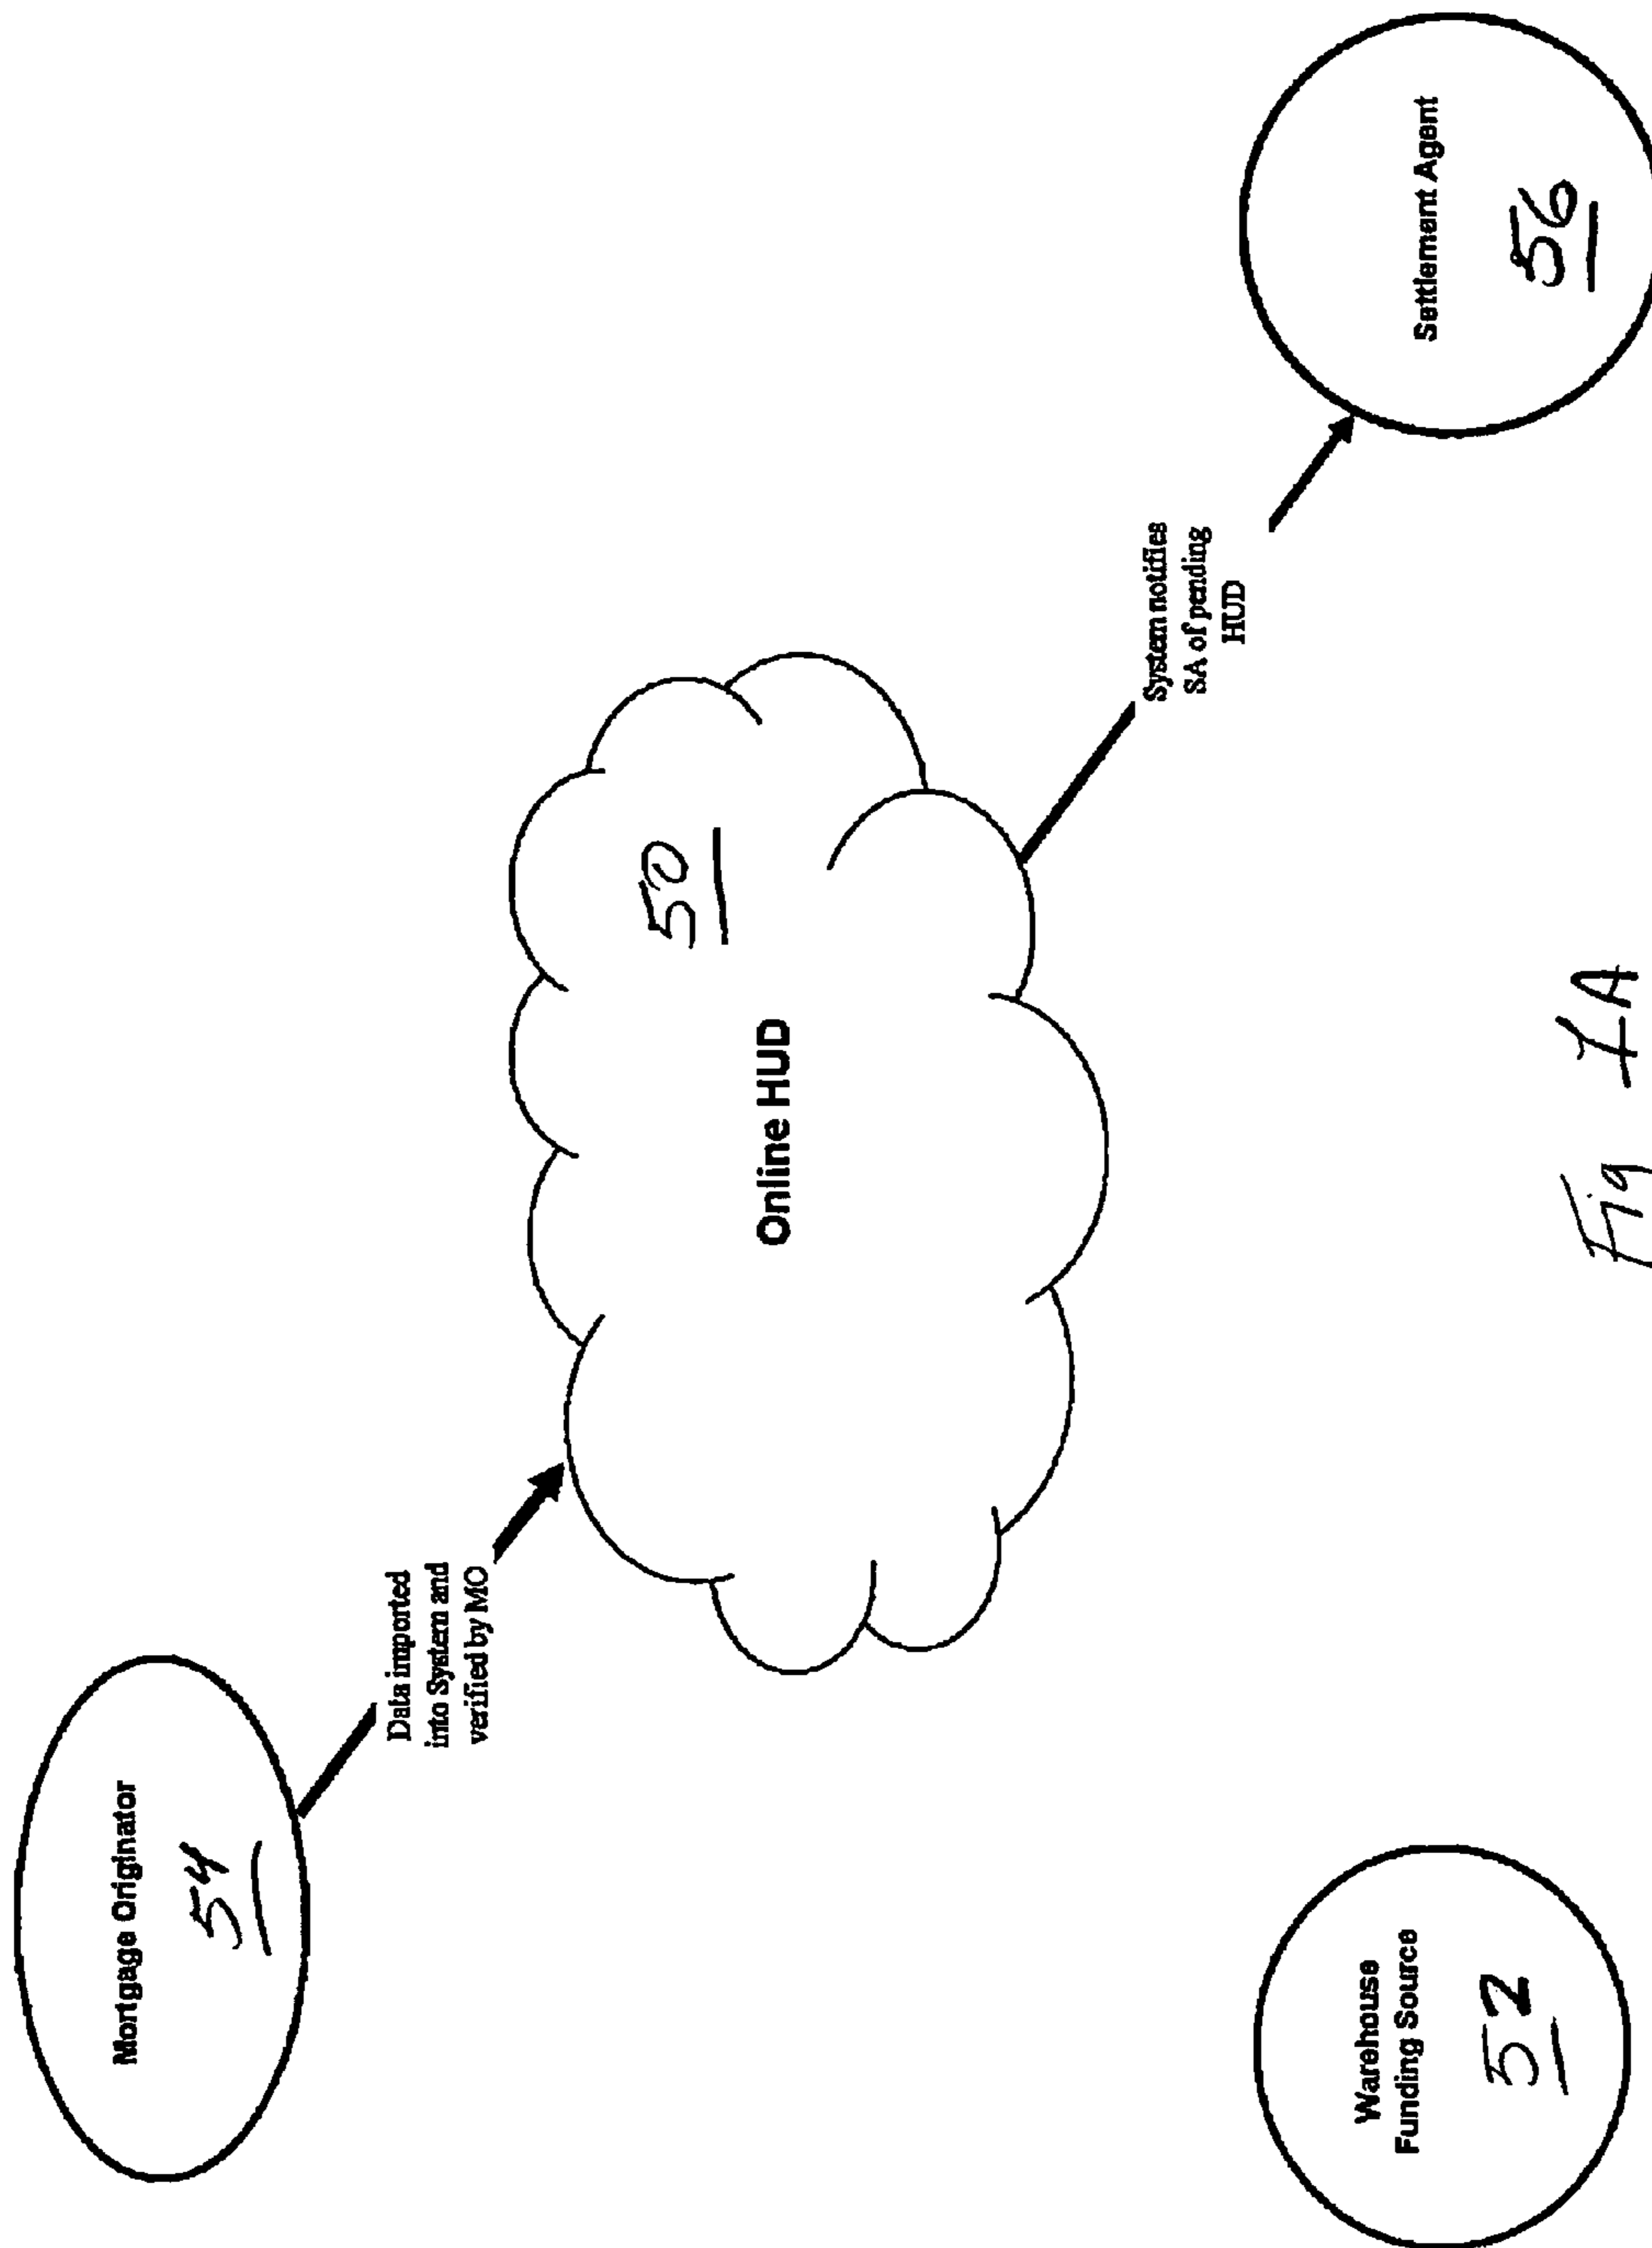 Mortgage Originator
54
Data imported
into System and
verified by MO
Online HUD
50
System notifies
SA of pending
HUD
Warehouse
Funding Source
52
Settlement Agent
56
Fig 1A